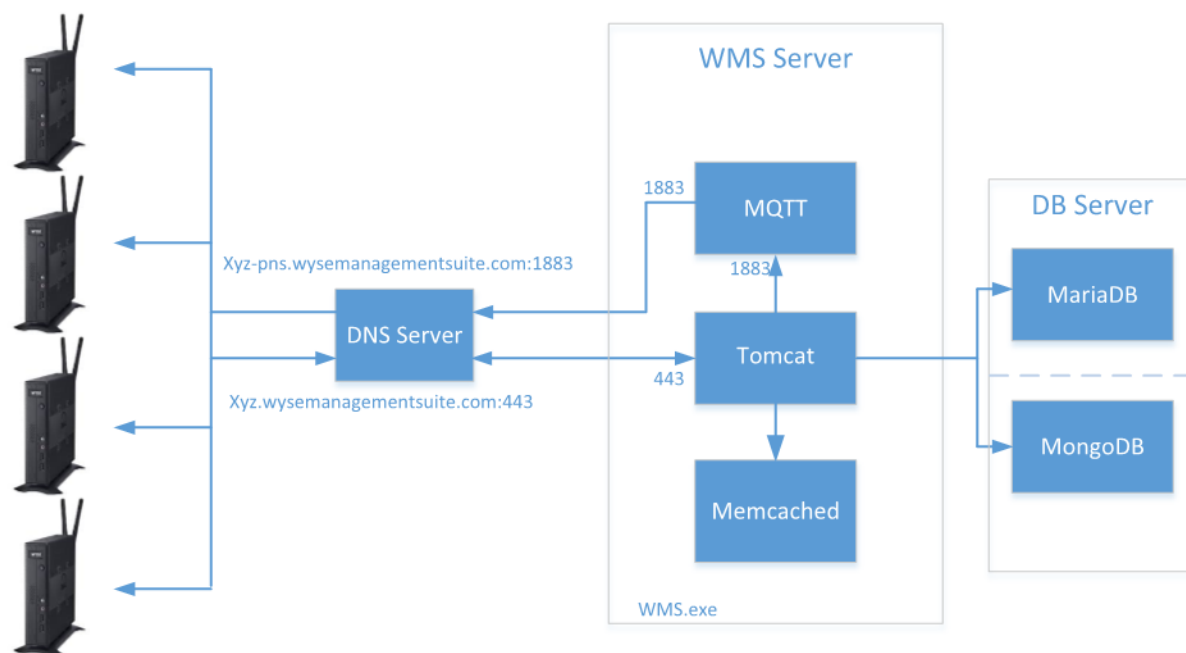 WMS Server
1883
MQTT
DB Server
Xyz-pns.wysemanagementsuite.com:1883
1883
MariaDB
DNS Server
Tomcat
443
Xyz.wysemanagementsuite.com:443
MongoDB
Memcached
WMS.exe